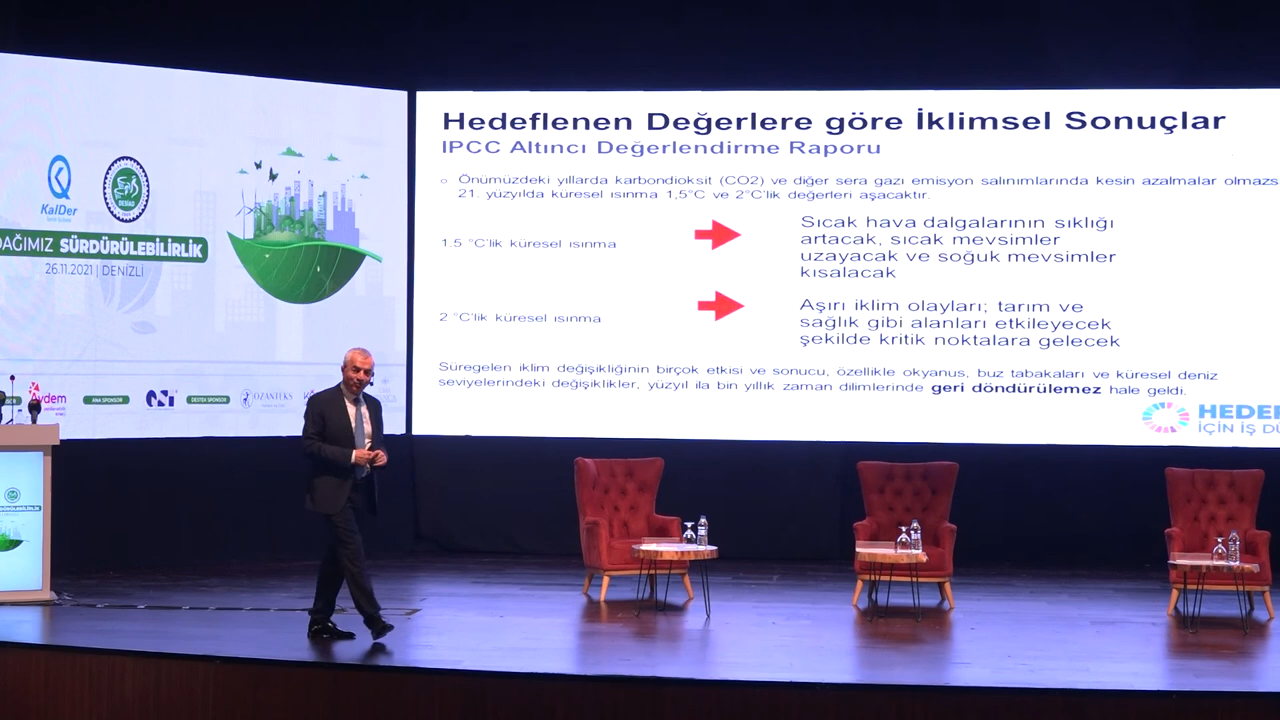 KalDer
DESİAD
DAĞIMIZ SÜRDÜRÜLEBİLİRLİK
26.11.2021 | DENİZLİ
Aydem
ANA SPONSOR
DESTEK SPONSOR
OZANTEKS
Hedeflenen Değerlere göre İklimsel Sonuçlar
IPCC Altıncı Değerlendirme Raporu
Önümüzdeki yıllarda karbondioksit (CO2) ve diğer sera gazı emisyon salınımlarında kesin azalmalar olmazs
21. yüzyılda küresel ısınma 1,5°C ve 2°C'lik değerleri aşacaktır.
1.5 °C'lik küresel ısınma
Sıcak hava dalgalarının sıklığı
artacak, sıcak mevsimler
uzayacak ve soğuk mevsimler
kısalacak
2 °C'lik küresel ısınma
Aşırı iklim olayları; tarım ve
sağlık gibi alanları etkileyecek
şekilde kritik noktalara gelecek
Süregelen iklim değişikliğinin birçok etkisi ve sonucu, özellikle okyanus, buz tabakaları ve küresel deniz
seviyelerindeki değişiklikler, yüzyıl ila bin yıllık zaman dilimlerinde geri döndürülemez hale geldi.
HEDEF
İÇİN İŞ DÜ